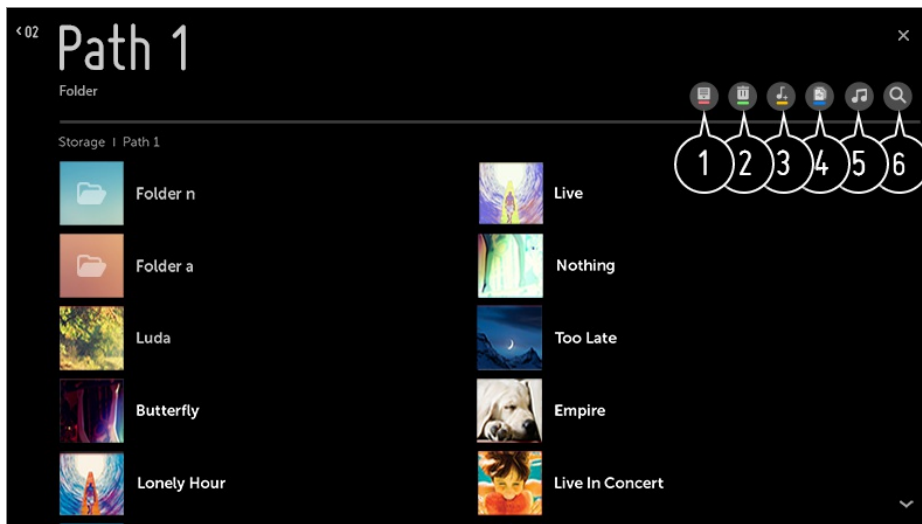 <02
Path 1
Folder
Storage I Path 1
1 2 3 4 5 6
Folder n
Live
Folder a
Nothing
Luda
Too Late
Butterfly
Empire
Lonely Hour
Live In Concert